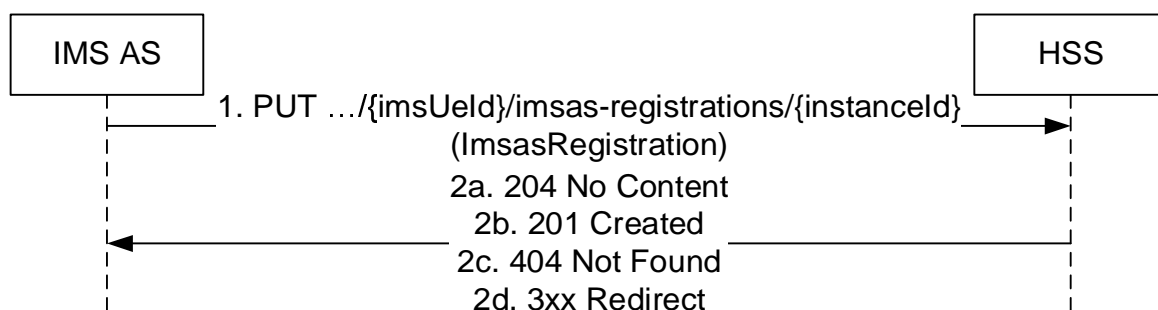 IMS AS
HSS
1. PUT …/{imsUeId}/imsas-registrations/{instanceId}
(ImsasRegistration)
2a. 204 No Content
2b. 201 Created
2c. 404 Not Found
2d. 3xx Redirect